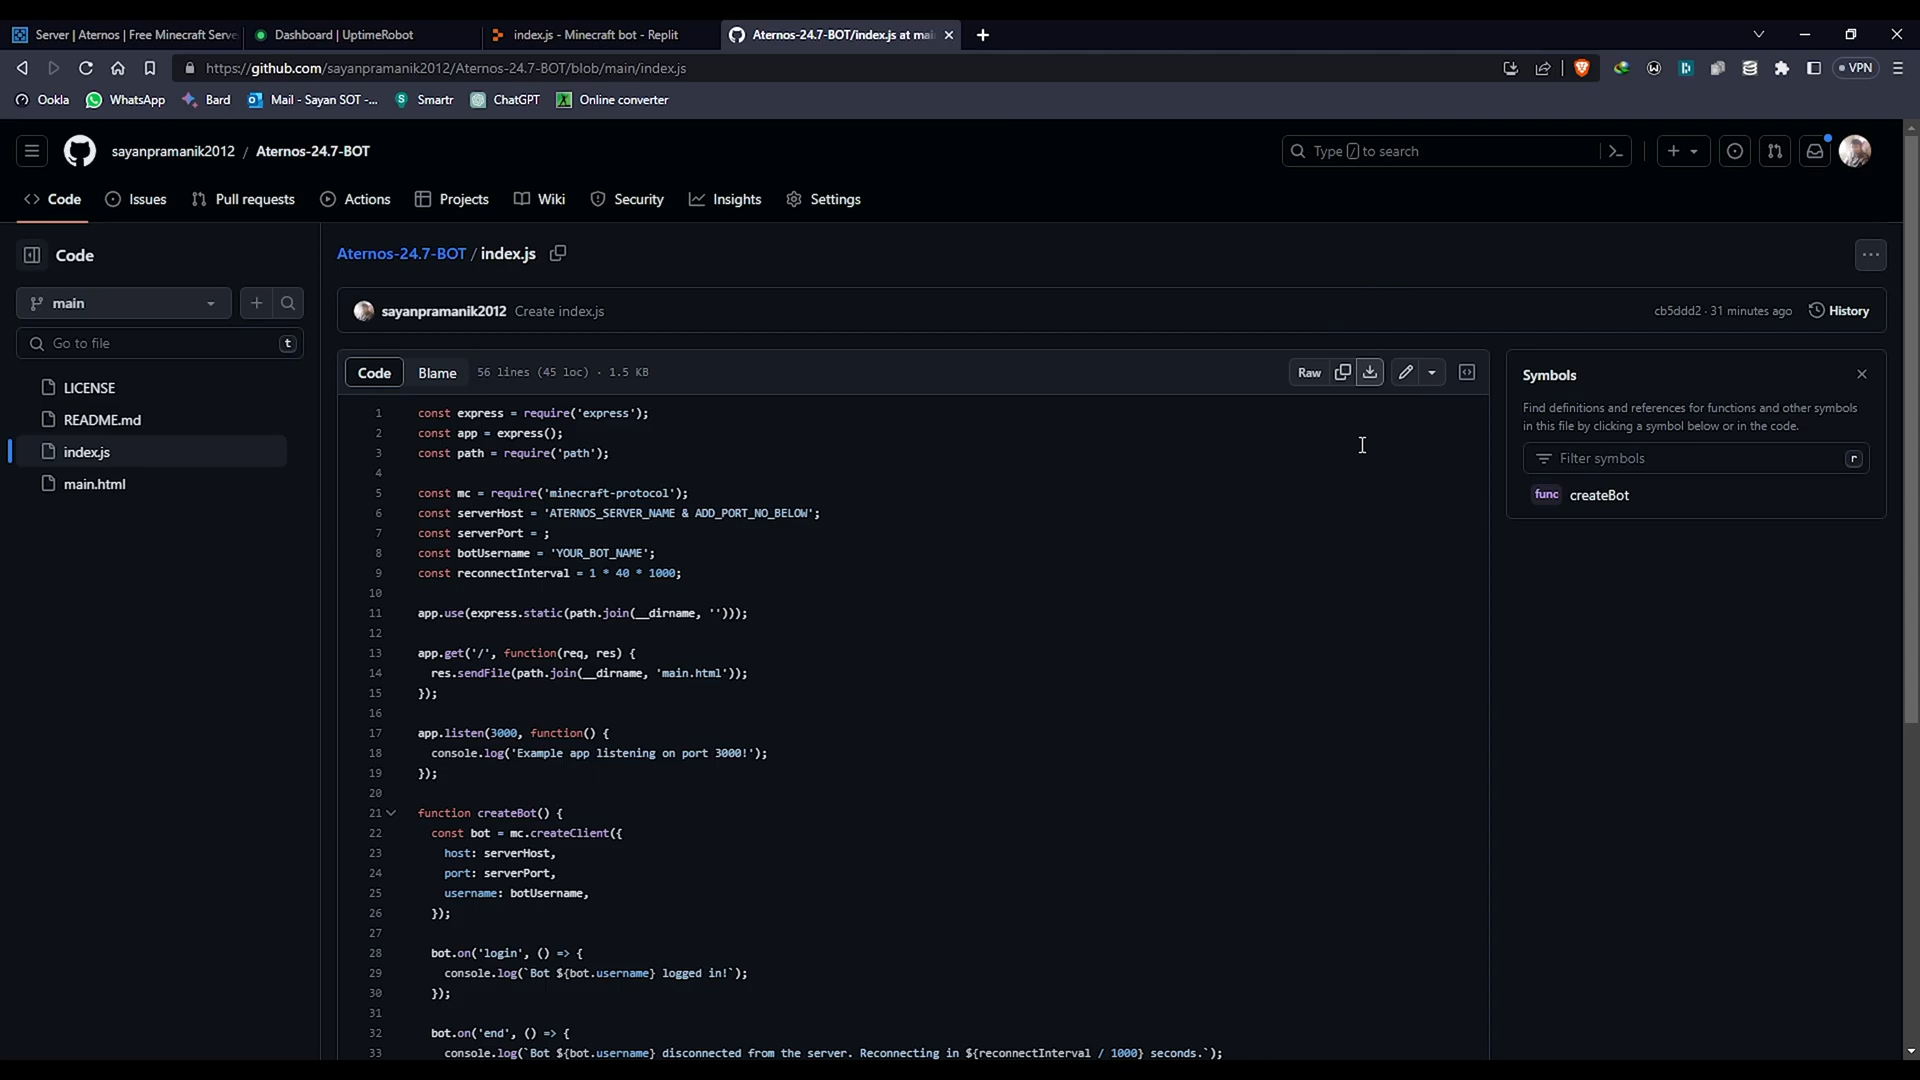 Server | Aternos | Free Minecraft Serve
Dashboard | UptimeRobot
index.js - Minecraft bot - Replit
Aternos-24.7-BOT/index.js at mai
https://github.com/sayanpramanik2012/Aternos-24.7-BOT/blob/main/index.js
VPN
Ookla
WhatsApp
Bard
Mail - Sayan SOT -...
Smartr
ChatGPT
Online converter
sayanpramanik2012 / Aternos-24.7-BOT
Type / to search
Code
Issues
Pull requests
Actions
Projects
Wiki
Security
Insights
Settings
Code
main
Go to file
t
LICENSE
README.md
index.js
main.html
Aternos-24.7-BOT / index.js
sayanpramanik2012 Create index.js
cb5ddd2 · 31 minutes ago
History
Code
Blame
56 lines (45 loc) · 1.5 KB
Raw
1 const express = require('express');
2 const app = express();
3 const path = require('path');
4
5 const mc = require('minecraft-protocol');
6 const serverHost = 'ATERNOS_SERVER_NAME & ADD_PORT_NO_BELOW';
7 const serverPort = ;
8 const botUsername = 'YOUR_BOT_NAME';
9 const reconnectInterval = 1 * 40 * 1000;
10
11 app.use(express.static(path.join(__dirname, '')));
12
13 app.get('/', function(req, res) {
14 res.sendFile(path.join(__dirname, 'main.html'));
15 });
16
17 app.listen(3000, function() {
18 console.log('Example app listening on port 3000!');
19 });
20
21 function createBot() {
22 const bot = mc.createClient({
23 host: serverHost,
24 port: serverPort,
25 username: botUsername,
26 });
27
28 bot.on('login', () => {
29 console.log(`Bot ${bot.username} logged in!`);
30 });
31
32 bot.on('end', () => {
33 console.log(`Bot ${bot.username} disconnected from the server. Reconnecting in ${reconnectInterval / 1000} seconds.`);
Symbols
Find definitions and references for functions and other symbols
in this file by clicking a symbol below or in the code.
Filter symbols
r
func createBot